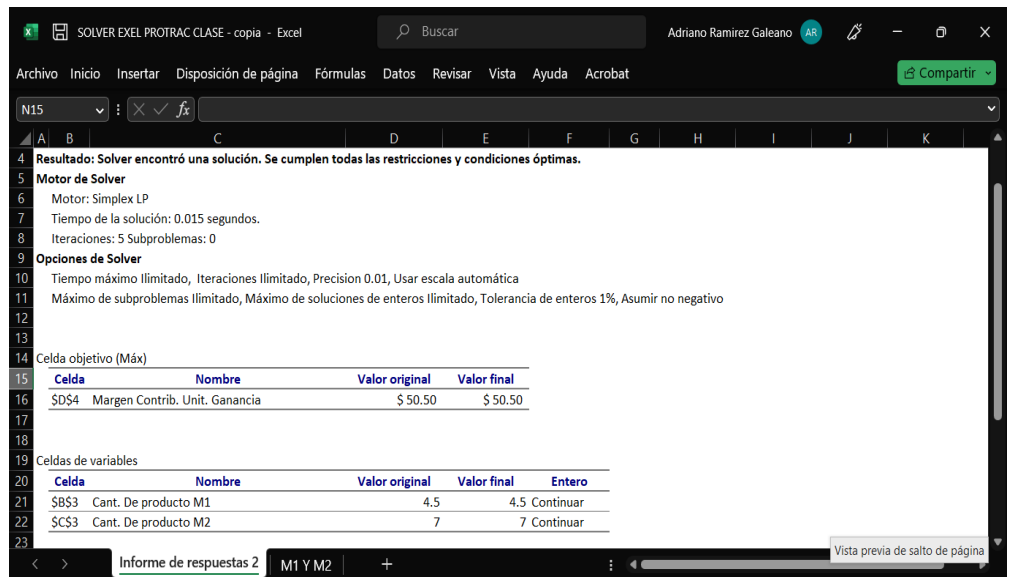 SOLVER EXEL PROTRAC CLASE - copia - Excel
Buscar
Adriano Ramirez Galeano AR
Archivo Inicio Insertar Disposición de página Fórmulas Datos Revisar Vista Ayuda Acrobat
Compartir
N15 fx
A B C D E F G H I J K
4 Resultado: Solver encontró una solución. Se cumplen todas las restricciones y condiciones óptimas.
5 Motor de Solver
6 Motor: Simplex LP
7 Tiempo de la solución: 0.015 segundos.
8 Iteraciones: 5 Subproblemas: 0
9 Opciones de Solver
10 Tiempo máximo Ilimitado, Iteraciones Ilimitado, Precision 0.01, Usar escala automática
11 Máximo de subproblemas Ilimitado, Máximo de soluciones de enteros Ilimitado, Tolerancia de enteros 1%, Asumir no negativo
12
13
14 Celda objetivo (Máx)
15 Celda Nombre Valor original Valor final
16 $D$4 Margen Contrib. Unit. Ganancia $ 50.50 $ 50.50
17
18
19 Celdas de variables
20 Celda Nombre Valor original Valor final Entero
21 $B$3 Cant. De producto M1 4.5 4.5 Continuar
22 $C$3 Cant. De producto M2 7 7 Continuar
23
Vista previa de salto de página
Informe de respuestas 2 M1 Y M2